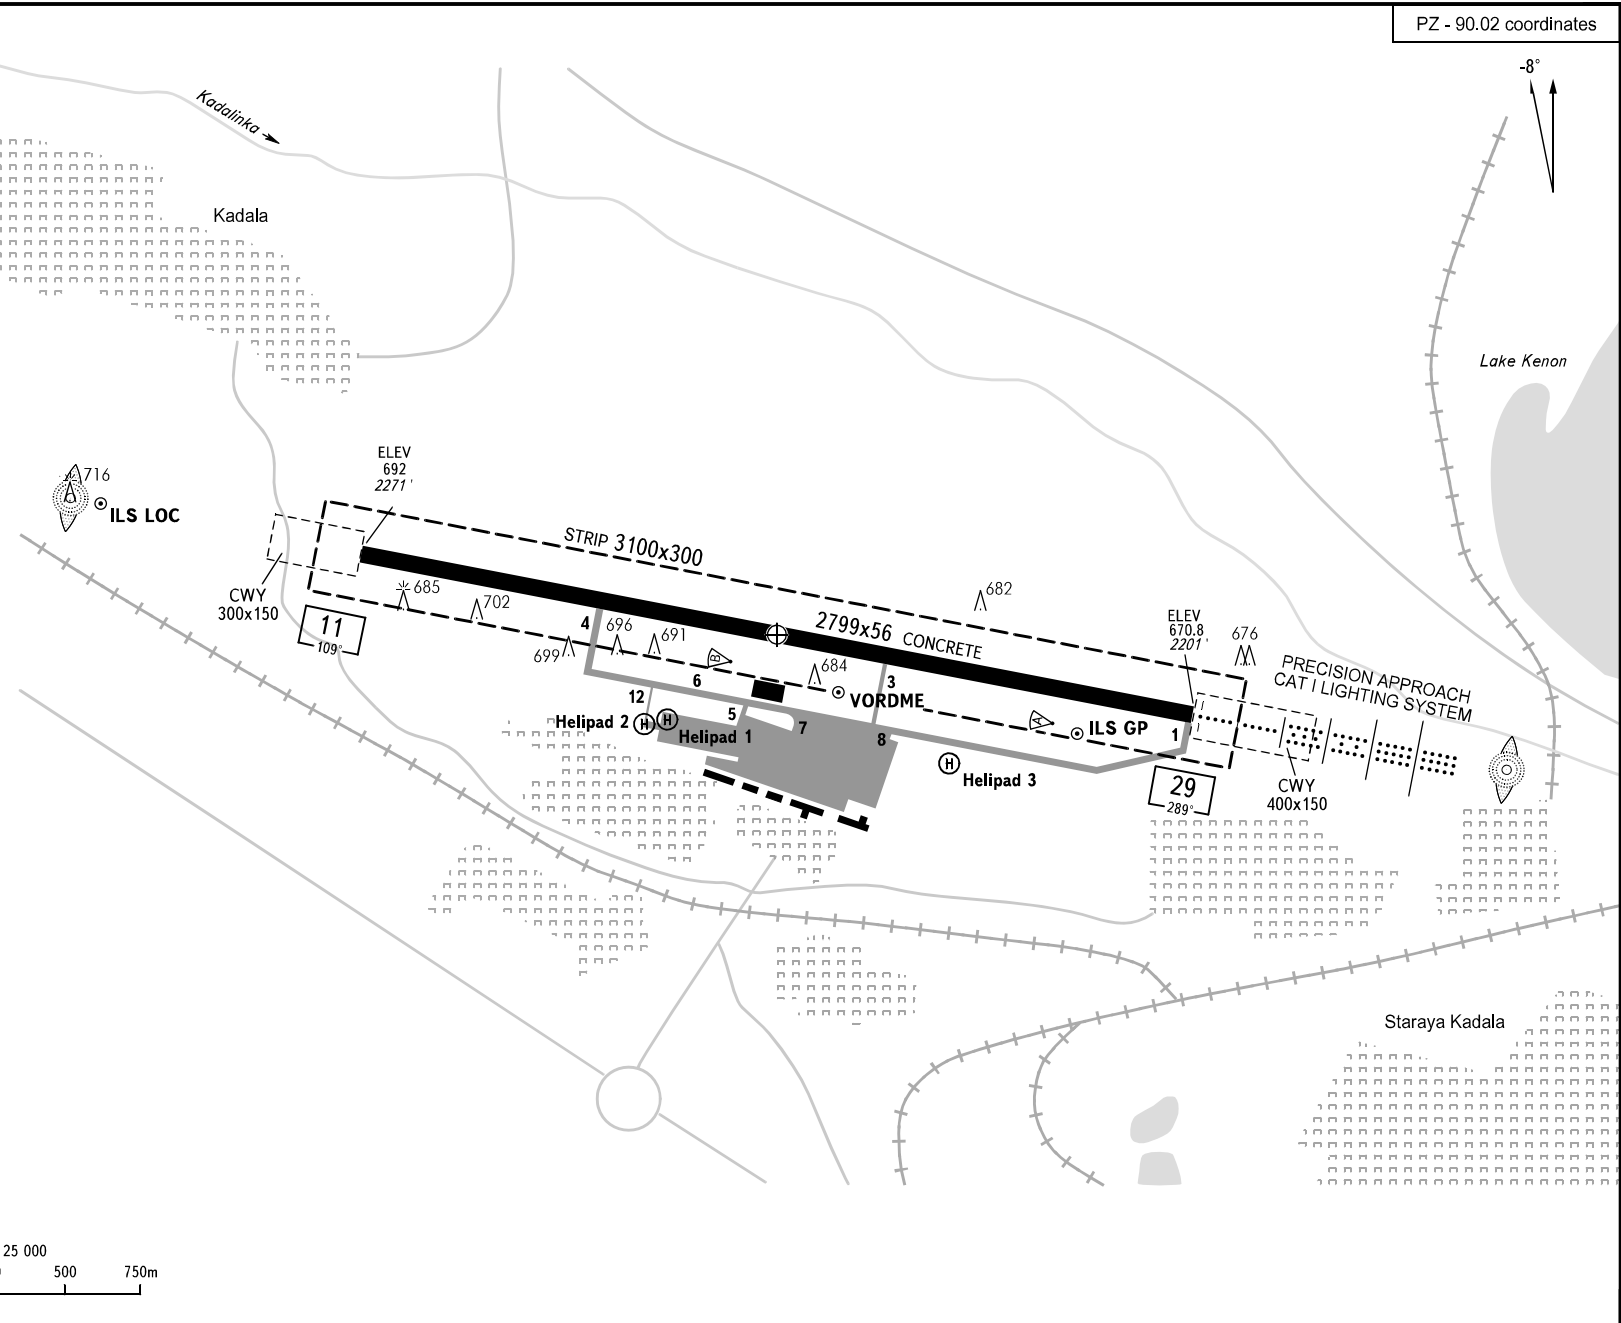 PZ - 90.02 coordinates
-8°
Kadalinka
Kadala
Lake Kenon
ELEV
692
2271'
716
ILS LOC
STRIP 3100x300
CWY
300x150
685
702
682
11
109°
4
696
691
699
2799x56 CONCRETE
ELEV
670.8
2201'
676
PRECISION APPROACH
CAT I LIGHTING SYSTEM
B
684
6
3
VORDME
12
Helipad 2
H
H
Helipad 1
5
7
8
A
ILS GP
1
H
Helipad 3
29
289°
CWY
400x150
Staraya Kadala
25 000
500
750m